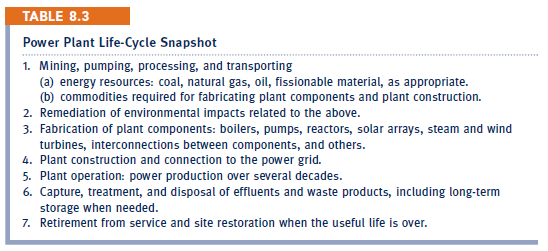 TABLE 8.3
Power Plant Life-Cycle Snapshot
1. Mining, pumping, processing, and transporting
(a) energy resources: coal, natural gas, oil, fissionable material, as appropriate.
(b) commodities required for fabricating plant components and plant construction.
2. Remediation of environmental impacts related to the above.
3. Fabrication of plant components: boilers, pumps, reactors, solar arrays, steam and wind
turbines, interconnections between components, and others.
4. Plant construction and connection to the power grid.
5. Plant operation: power production over several decades.
6. Capture, treatment, and disposal of effluents and waste products, including long-term
storage when needed.
7. Retirement from service and site restoration when the useful life is over.